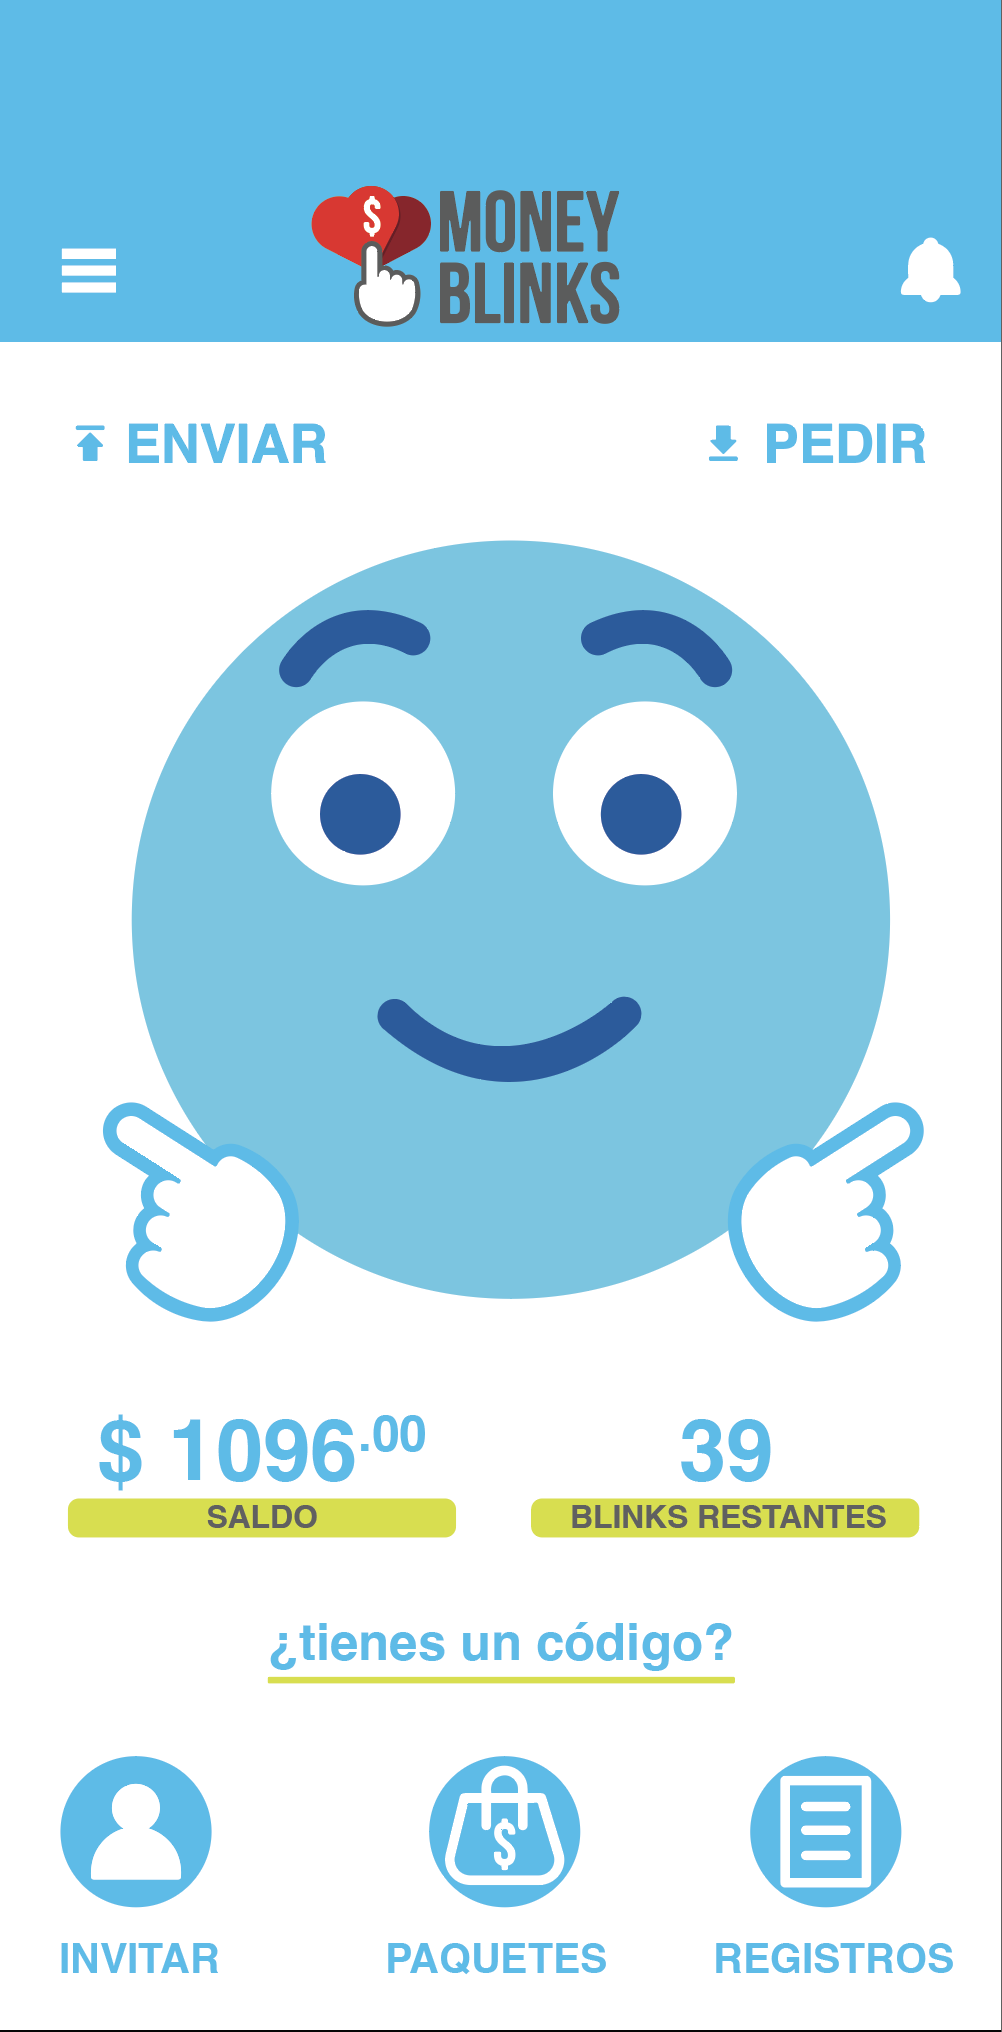 $
MONEY
BLINKS
ENVIAR
PEDIR
$ 1096.00
39
SALDO
BLINKS RESTANTES
¿tienes un código?
$
INVITAR
PAQUETES
REGISTROS